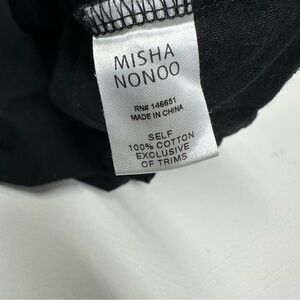 MISHA
NONOO
RN# 146651
MADE IN CHINA
SELF
100% COTTON
EXCLUSIVE
OF TRIMS